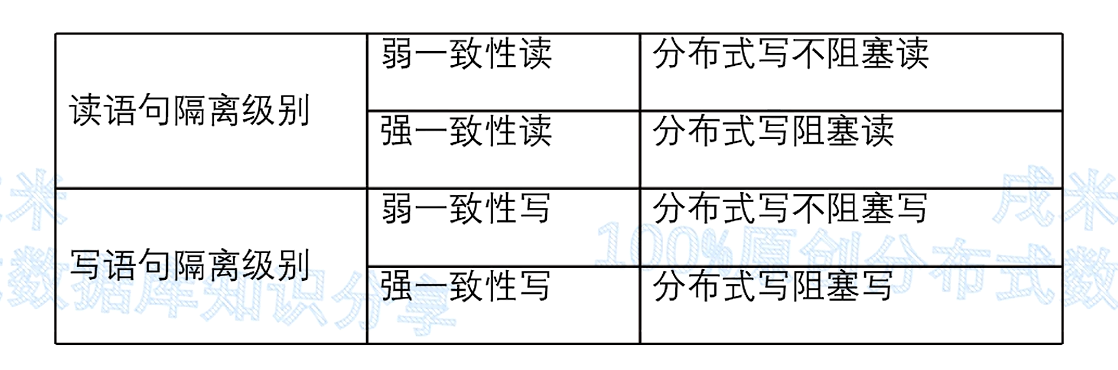 弱一致性读 分布式写不阻塞读
读语句隔离级别
强一致性读 分布式写阻塞读
弱一致性写 分布式写不阻塞写
写语句隔离级别
强一致性写 分布式写阻塞写
戌米
100%原创分布式数
数据库知识分享
米